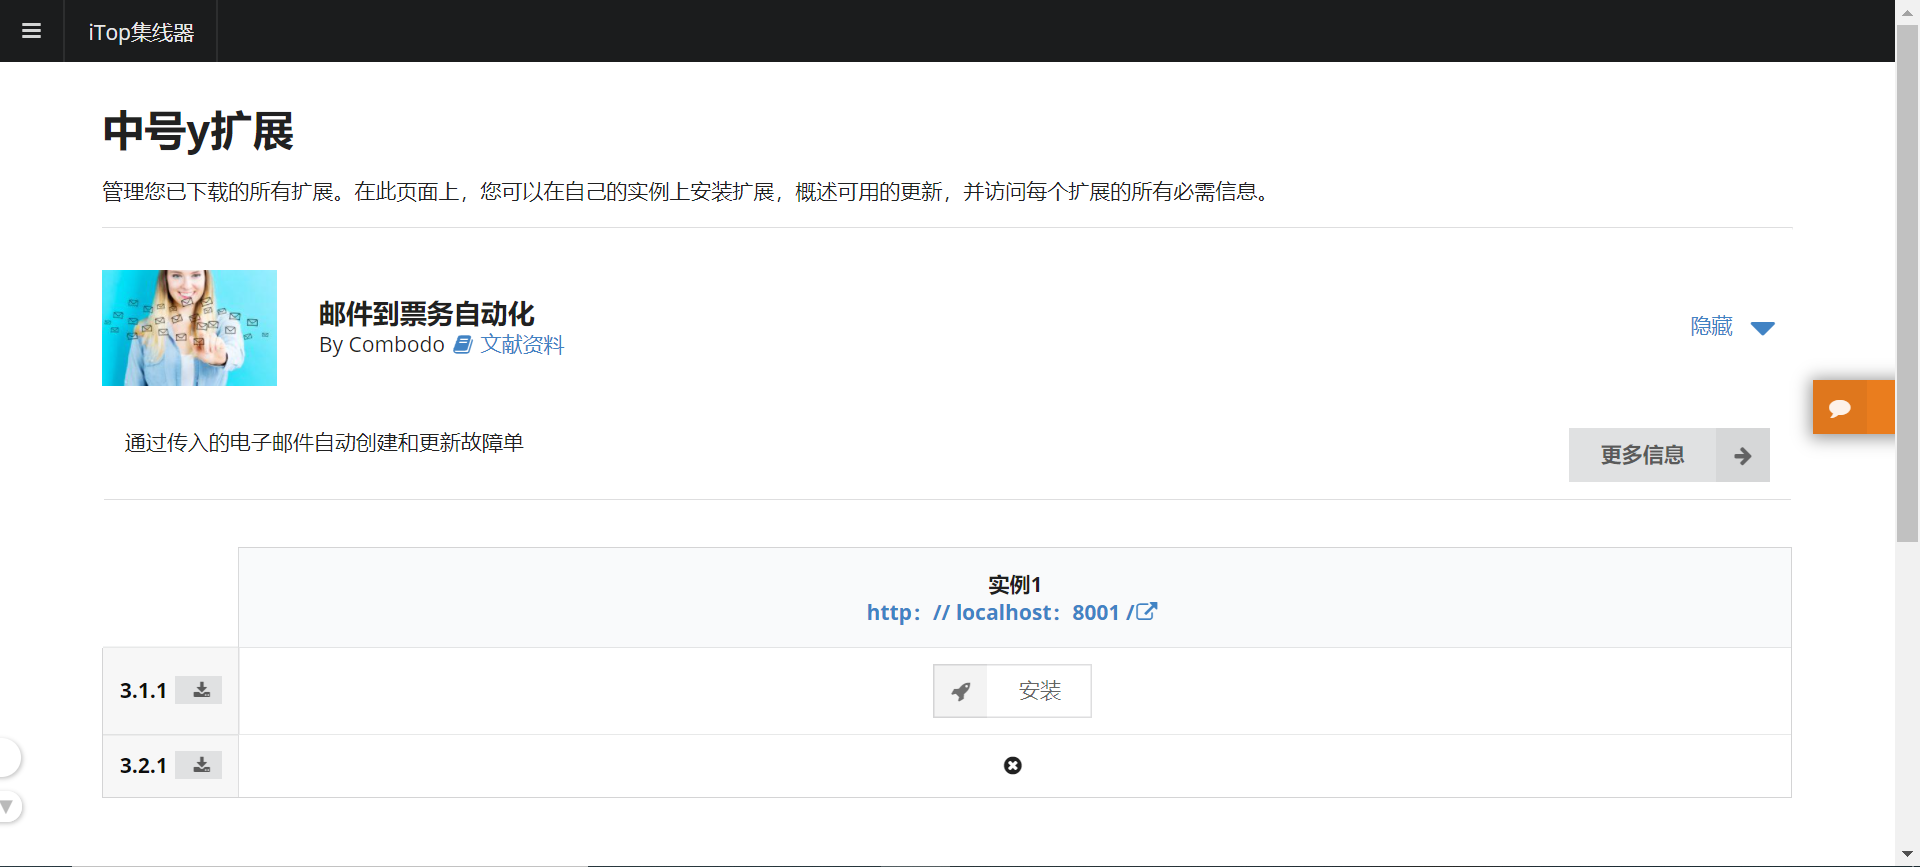 iTop集线器
中号y扩展
管理您已下载的所有扩展。在此页面上，您可以在自己的实例上安装扩展，概述可用的更新，并访问每个扩展的所有必需信息。
邮件到票务自动化
By Combodo 文献资料
隐藏
通过传入的电子邮件自动创建和更新故障单
更多信息
实例1
http：// localhost：8001 /
3.1.1
安装
3.2.1